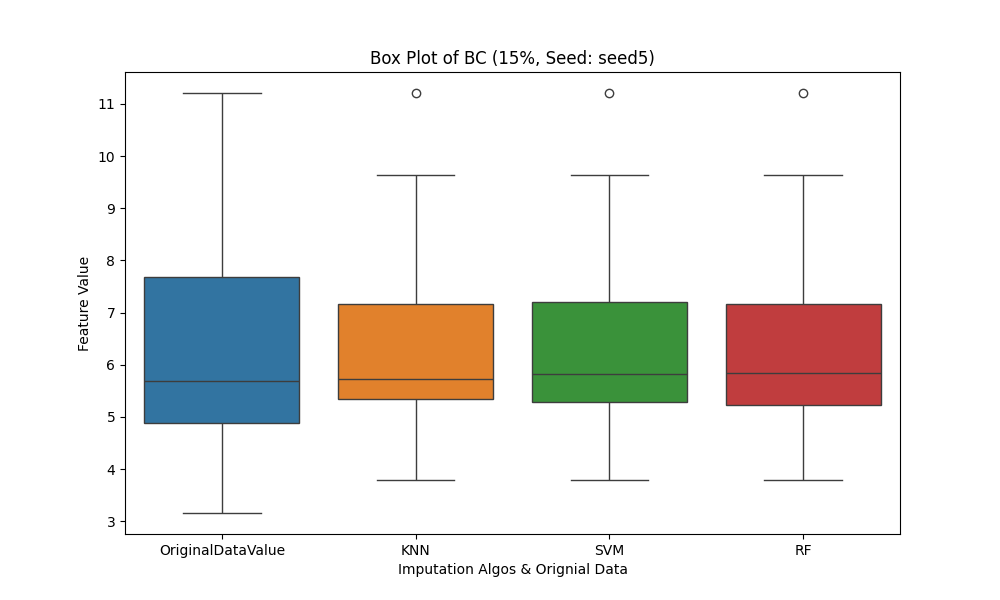 Box Plot of BC (15%, Seed: seed5)
Feature Value
11
10
9
8
7
6
5
4
3
OriginalDataValue KNN SVM RF
Imputation Algos & Orignial Data